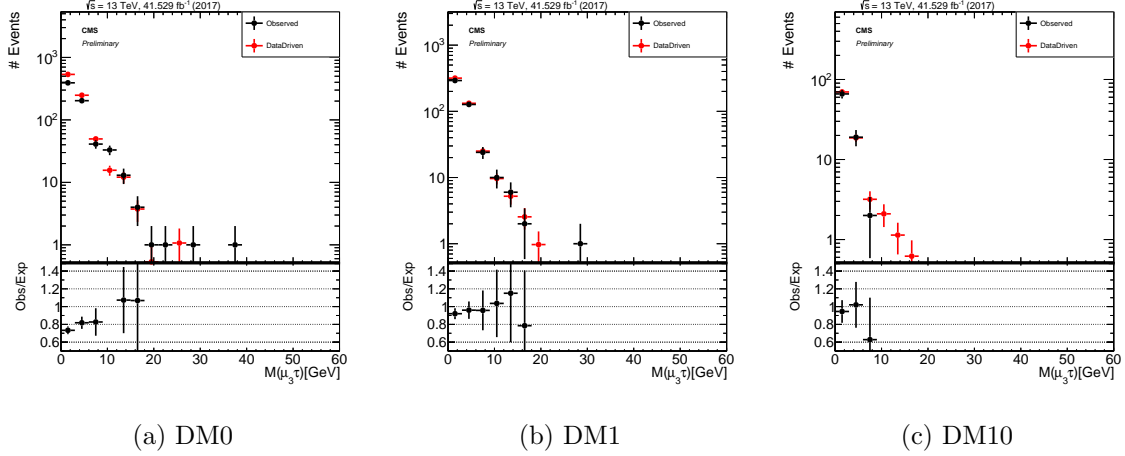 √s = 13 TeV, 41.529 fb⁻¹ (2017)
# Events
CMS
Preliminary
Observed
DataDriven
10³
10²
10
1
Obs/Exp
1.4
1.2
1
0.8
0.6
0 10 20 30 40 50 60
M(μ₃τ)[GeV]
(a) DM0
√s = 13 TeV, 41.529 fb⁻¹ (2017)
# Events
CMS
Preliminary
Observed
DataDriven
10³
10²
10
1
Obs/Exp
1.4
1.2
1
0.8
0.6
0 10 20 30 40 50 60
M(μ₃τ)[GeV]
(b) DM1
√s = 13 TeV, 41.529 fb⁻¹ (2017)
# Events
CMS
Preliminary
Observed
DataDriven
10²
10
1
Obs/Exp
1.4
1.2
1
0.8
0.6
0 10 20 30 40 50 60
M(μ₃τ)[GeV]
(c) DM10